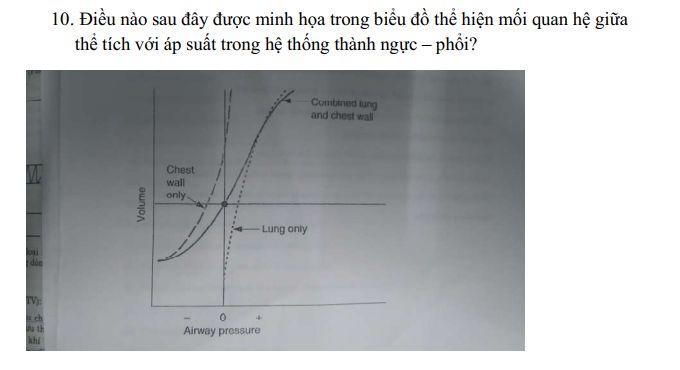 10. Điều nào sau đây được minh họa trong biểu đồ thể hiện mối quan hệ giữa
thể tích với áp suất trong hệ thống thành ngực – phổi?
Combined lung
and chest wall
Chest
wall
only
Volume
Lung only
TV):
khí
− 0 +
Airway pressure